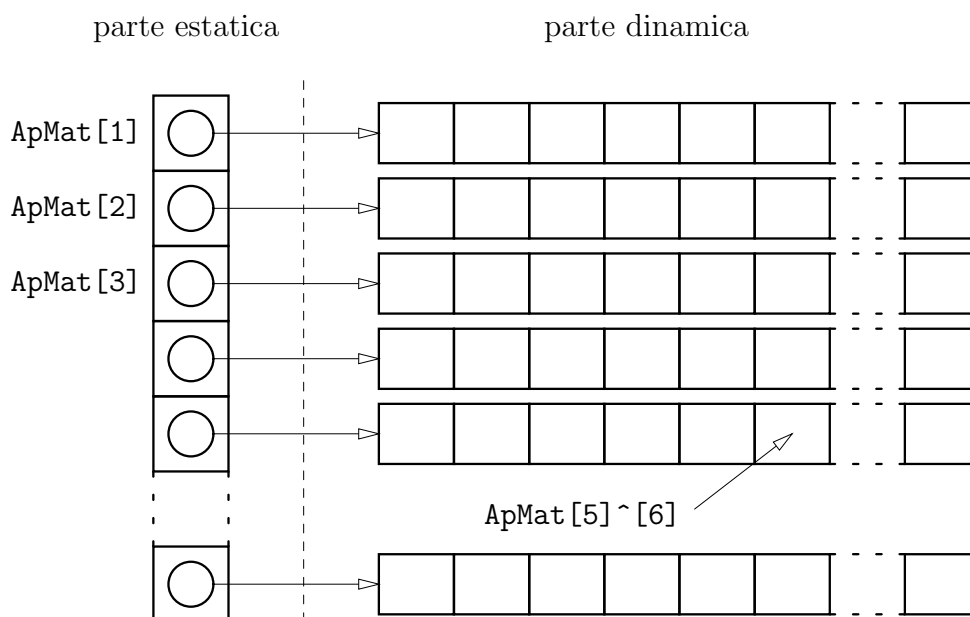 parte estatica
parte dinamica
ApMat[1]
ApMat[2]
ApMat[3]
ApMat[5]^[6]